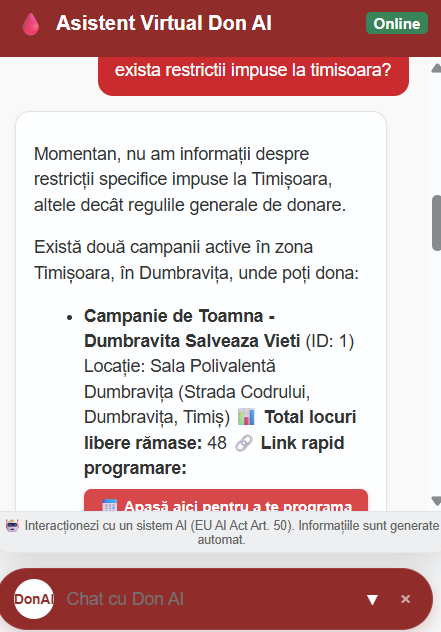 Asistent Virtual Don AI
Online
exista restrictii impuse la timisoara?
Momentan, nu am informații despre
restricții specifice impuse la Timișoara,
altele decât regulile generale de donare.
Există două campanii active în zona
Timișoara, în Dumbravița, unde poți dona:
• Campanie de Toamna -
Dumbravita Salveaza Vieti (ID: 1)
Locație: Sala Polivalentă
Dumbravița (Strada Codrului,
Dumbravița, Timiș) 📊 Total locuri
libere rămase: 48 🔗 Link rapid
programare:
📅 Apasă aici pentru a te programa
🤖 Interacționezi cu un sistem AI (EU AI Act Art. 50). Informațiile sunt generate
automat.
DonAI
Chat cu Don AI
▼ ×